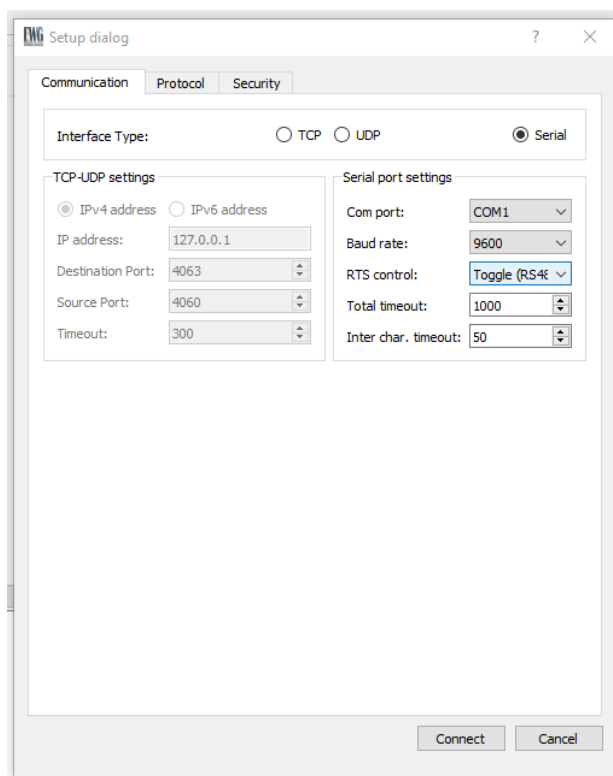 EWG Setup dialog ?
Communication Protocol Security
Interface Type: TCP UDP Serial
TCP-UDP settings
IPv4 address IPv6 address
IP address: 127.0.0.1
Destination Port: 4063
Source Port: 4060
Timeout: 300
Serial port settings
Com port: COM1
Baud rate: 9600
RTS control: Toggle (RS48
Total timeout: 1000
Inter char. timeout: 50
Connect Cancel